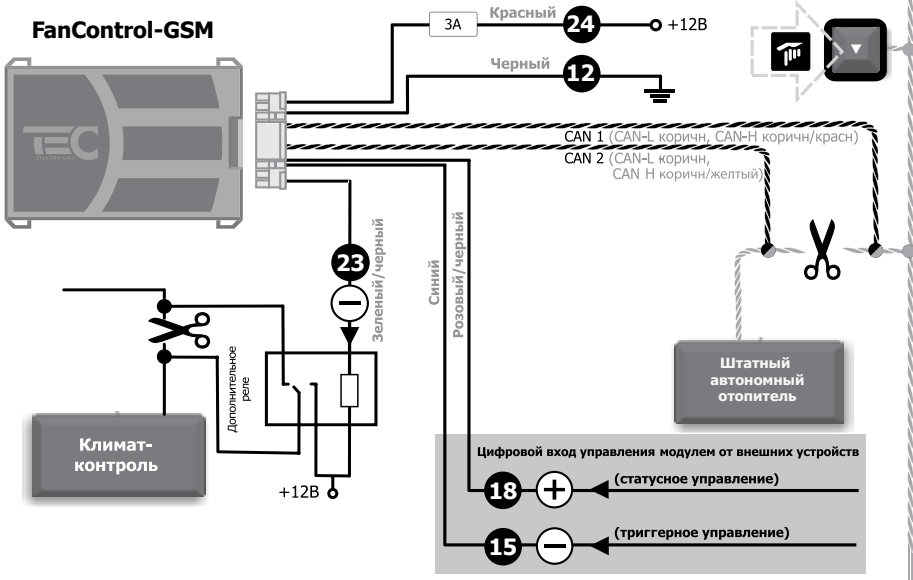 FanControl-GSM
3А
Красный
24
+12В
Черный
12
TEC
ELECTRONICS
CAN 1 (CAN-L коричн, CAN-H коричн/красн)
CAN 2 (CAN-L коричн,
CAN H коричн/желтый)
23
Зеленый/черный
Синий
Розовый/черный
Дополнительное
реле
Штатный
автономный
отопитель
Климат-
контроль
+12В
Цифровой вход управления модулем от внешних устройств
18
(статусное управление)
15
(триггерное управление)